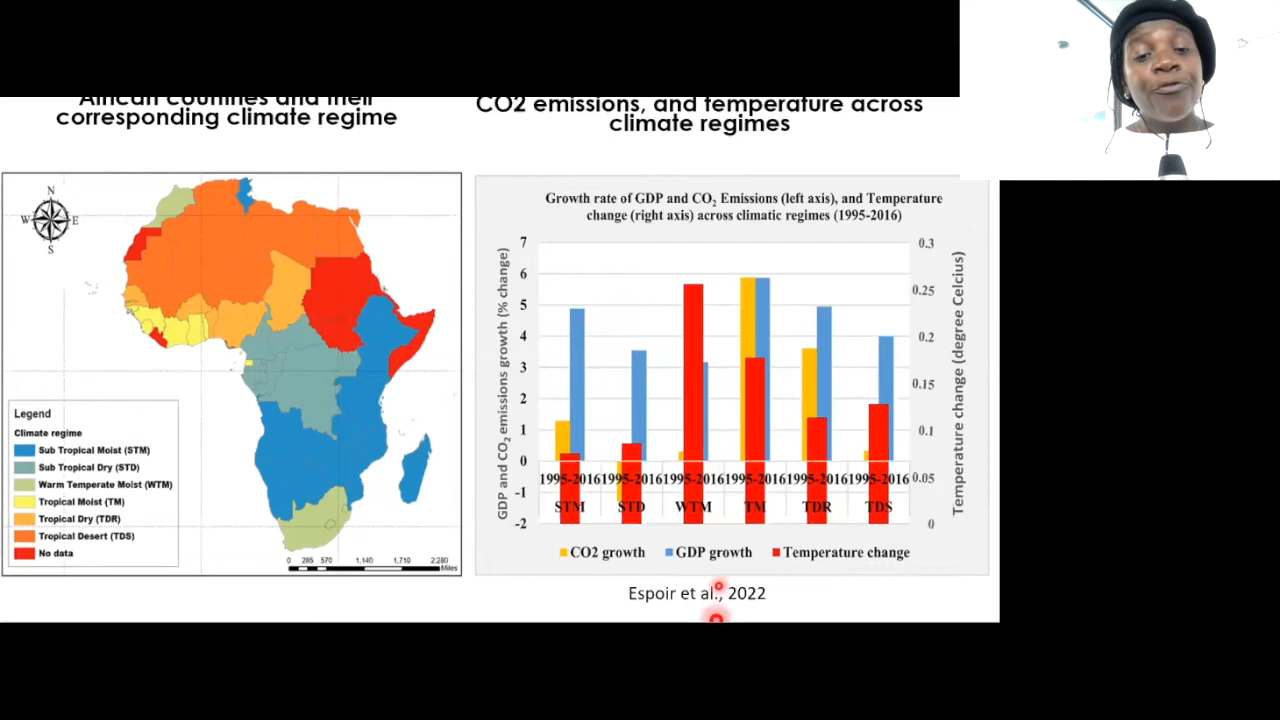 African countries and their
corresponding climate regime
CO2 emissions, and temperature across
climate regimes
N
W
E
S
Legend
Climate regime
Sub Tropical Moist (STM)
Sub Tropical Dry (STD)
Warm Temperate Moist (WTM)
Tropical Moist (TM)
Tropical Dry (TDR)
Tropical Desert (TDS)
No data
0 285 570 1,140 1,710 2,280
Miles
Growth rate of GDP and CO2 Emissions (left axis), and Temperature
change (right axis) across climatic regimes (1995-2016)
GDP and CO2 emissions growth (% change)
7
6
5
4
3
2
1
0
-1
-2
0.3
0.25
0.2
0.15
0.1
0.05
0
Temperature change (degree Celcius)
1995-2016 1995-2016 1995-2016 1995-2016 1995-2016 1995-2016
STM STD WTM TM TDR TDS
CO2 growth GDP growth Temperature change
Espoir et al., 2022